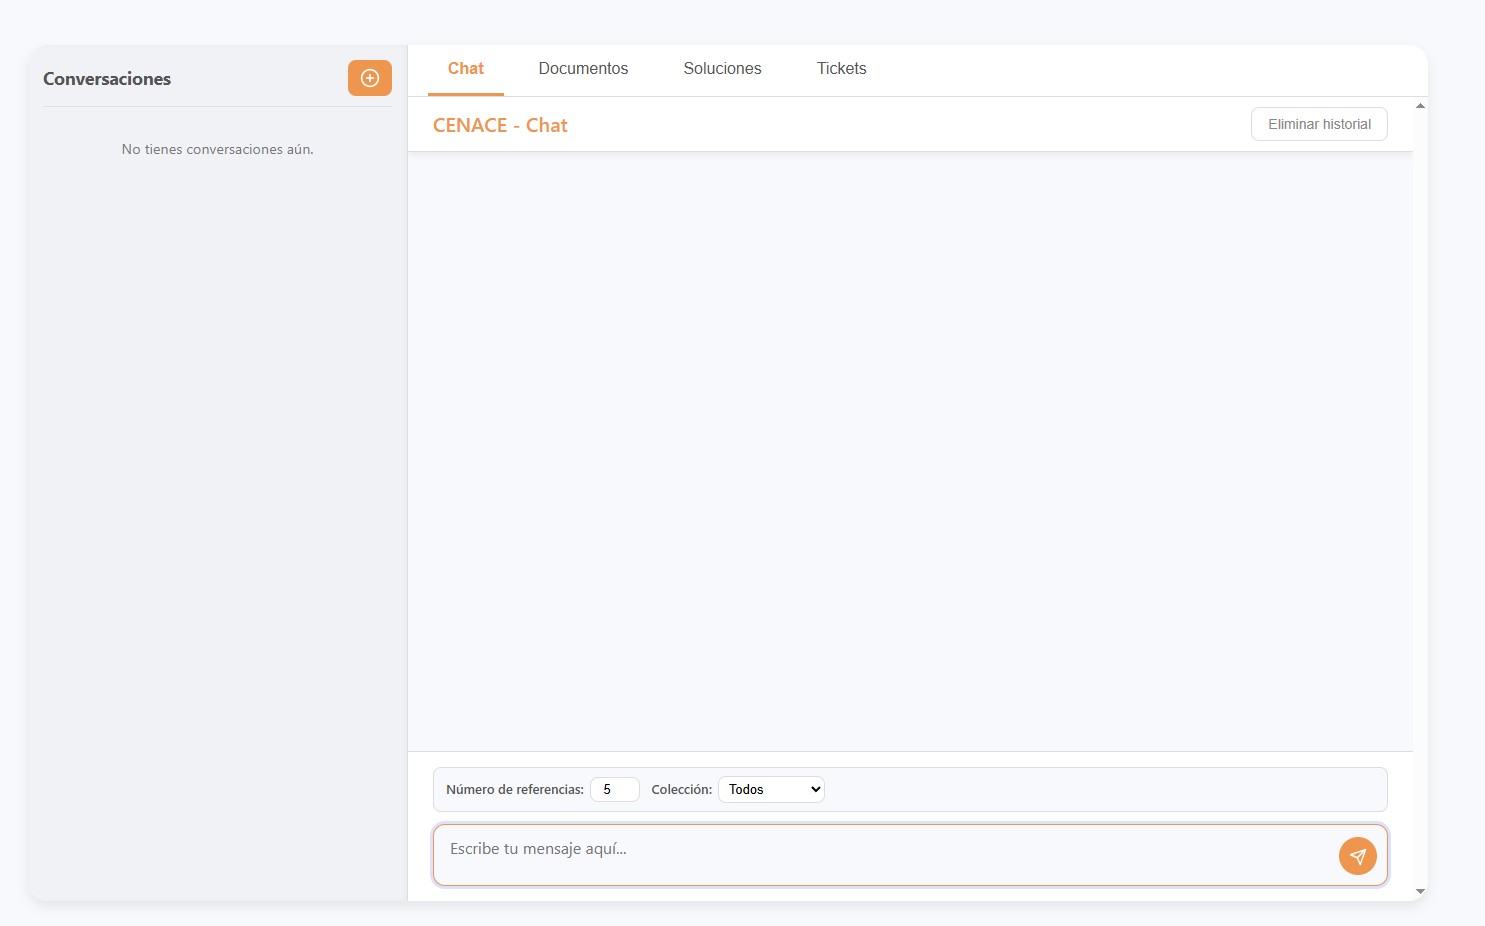 Conversaciones
No tienes conversaciones aún.
Chat Documentos Soluciones Tickets
CENACE - Chat
Eliminar historial
Número de referencias: 5 Colección: Todos
Escribe tu mensaje aquí...